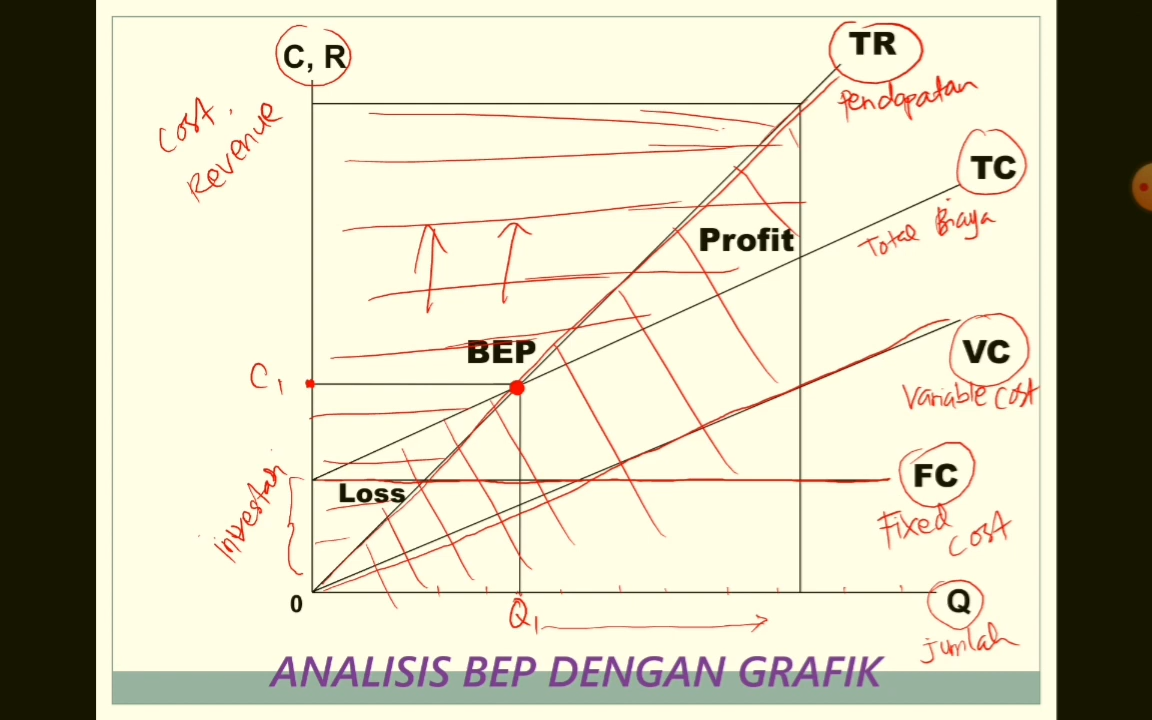 C, R
Cost,
Revenue
TR
Pendapatan
TC
Total Biaya
Profit
BEP
VC
Variable Cost
C1
Loss
FC
Fixed
Cost
0
Q1
Q
jumlah
ANALISIS BEP DENGAN GRAFIK